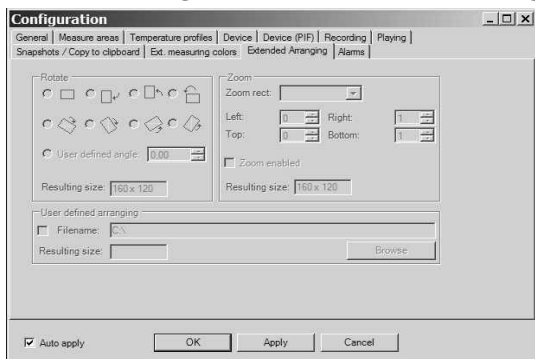 Configuration
General Measure areas Temperature profiles Device Device (PIF) Recording Playing
Snapshots / Copy to clipboard Ext. measuring colors Extended Arranging Alarms
Rotate
Zoom
Zoom rect:
Left: 0 Right: 1
Top: 0 Bottom: 1
User defined angle: 0,00
Zoom enabled
Resulting size: 160 x 120
Resulting size: 160 x 120
User defined arranging
Filename: C:\
Resulting size:
Browse
Auto apply OK Apply Cancel